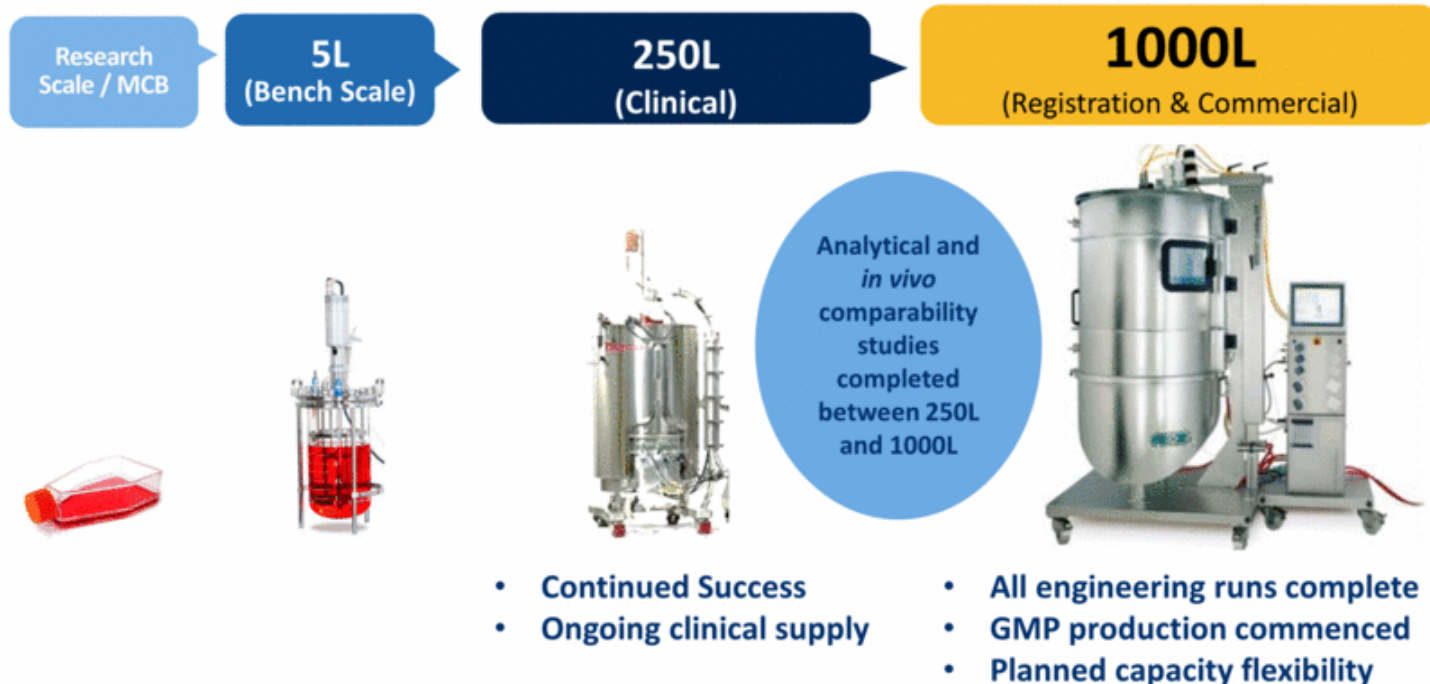 Research
Scale / MCB
5L
(Bench Scale)
250L
(Clinical)
1000L
(Registration & Commercial)
Analytical and
in vivo
comparability
studies
completed
between 250L
and 1000L
• Continued Success
• Ongoing clinical supply
• All engineering runs complete
• GMP production commenced
• Planned capacity flexibility